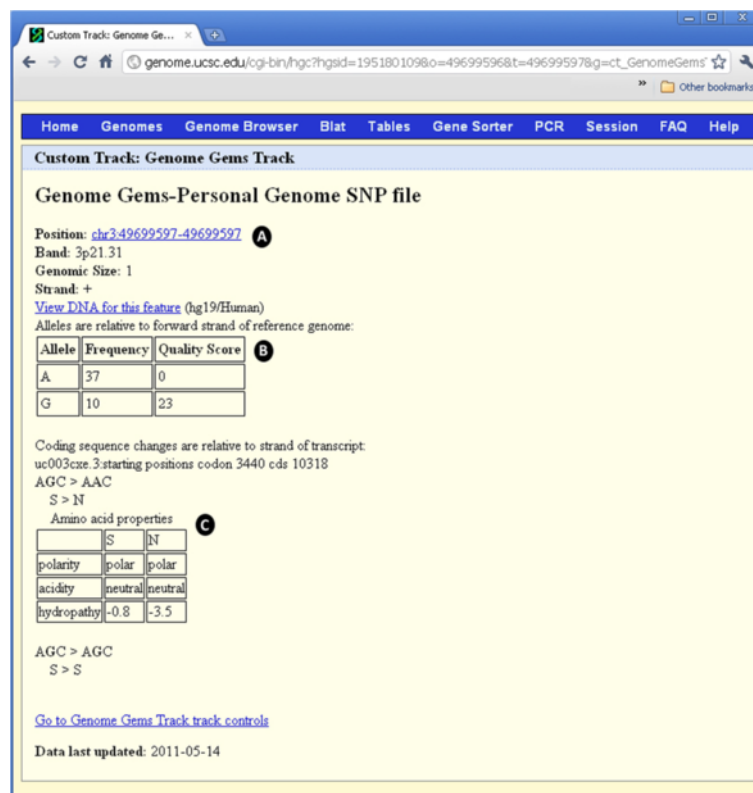 Custom Track: Genome Ge...
genome.ucsc.edu/cgi-bin/hgc?hgsid=195180109&o=49699596&t=49699597&g=ct_GenomeGems
» Other bookmarks
Home Genomes Genome Browser Blat Tables Gene Sorter PCR Session FAQ Help
Custom Track: Genome Gems Track
Genome Gems-Personal Genome SNP file
Position: chr3:49699597-49699597 A
Band: 3p21.31
Genomic Size: 1
Strand: +
View DNA for this feature (hg19/Human)
Alleles are relative to forward strand of reference genome:
Allele Frequency Quality Score B
A 37 0
G 10 23
Coding sequence changes are relative to strand of transcript:
uc003cxe.3:starting positions codon 3440 cds 10318
AGC > AAC
S > N
Amino acid properties C
S N
polarity polar polar
acidity neutral neutral
hydropathy -0.8 -3.5
AGC > AGC
S > S
Go to Genome Gems Track track controls
Data last updated: 2011-05-14